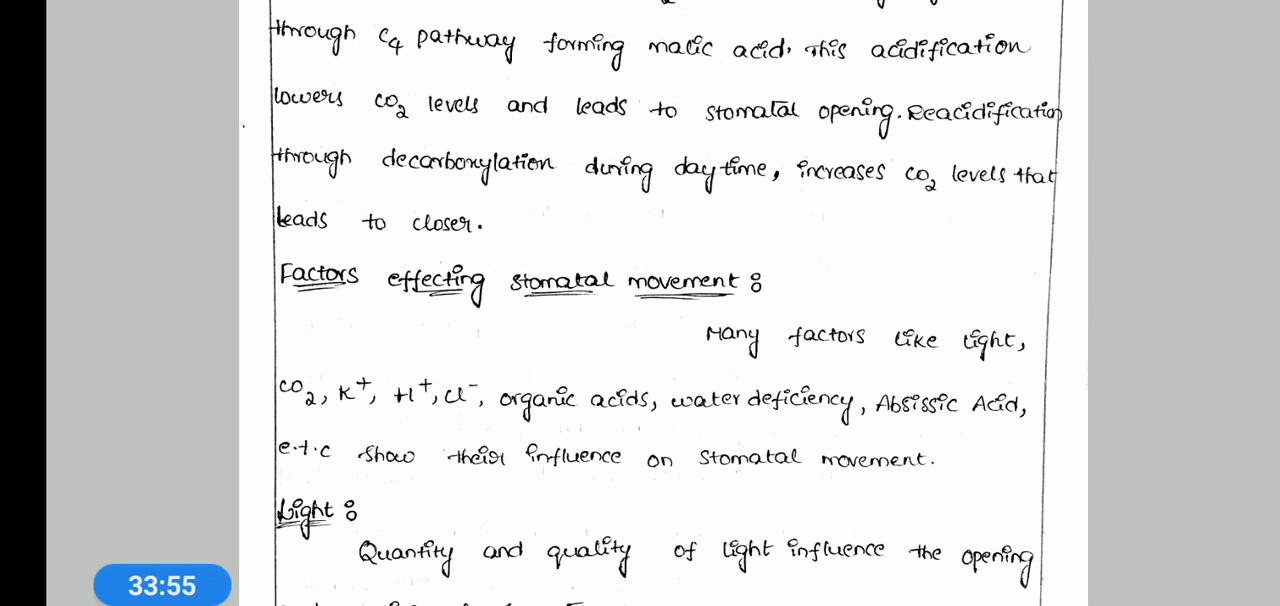 through C4 pathway forming malic acid. This acidification
lowers CO2 levels and leads to stomatal opening. Reacidification
through decarboxylation during day time, increases CO2 levels that
leads to closer.
Factors effecting stomatal movement :
Many factors like light,
CO2, K+, H+, Cl-, organic acids, water deficiency, Absissic Acid,
e.t.c show their influence on stomatal movement.
Light :
Quantity and quality of light influence the opening
33:55